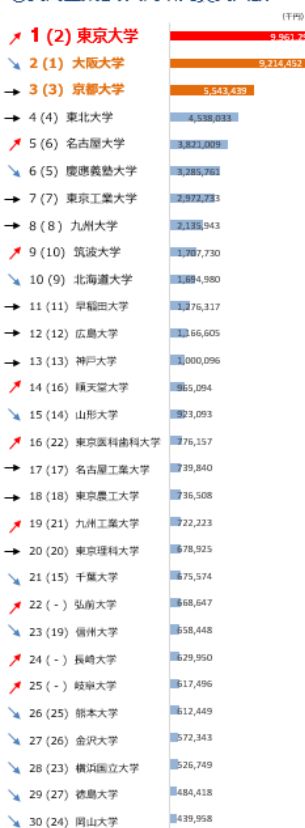 (千円)
1 (2) 東京大学 9,961,29
2 (1) 大阪大学 9,214,452
3 (3) 京都大学 5,543,439
4 (4) 東北大学 4,538,033
5 (6) 名古屋大学 3,821,009
6 (5) 慶應義塾大学 3,285,761
7 (7) 東京工業大学 2,972,733
8 (8) 九州大学 2,135,943
9 (10) 筑波大学 1,707,730
10 (9) 北海道大学 1,694,980
11 (11) 早稲田大学 1,276,317
12 (12) 広島大学 1,166,605
13 (13) 神戸大学 1,000,096
14 (16) 順天堂大学 965,094
15 (14) 山形大学 923,093
16 (22) 東京医科歯科大学 776,157
17 (17) 名古屋工業大学 739,840
18 (18) 東京農工大学 736,508
19 (21) 九州工業大学 722,223
20 (20) 東京理科大学 678,925
21 (15) 千葉大学 675,574
22 (-) 弘前大学 668,647
23 (19) 信州大学 658,448
24 (-) 長崎大学 629,950
25 (-) 岐阜大学 617,496
26 (25) 熊本大学 612,449
27 (26) 金沢大学 572,343
28 (23) 横浜国立大学 526,749
29 (27) 徳島大学 484,418
30 (24) 岡山大学 439,958